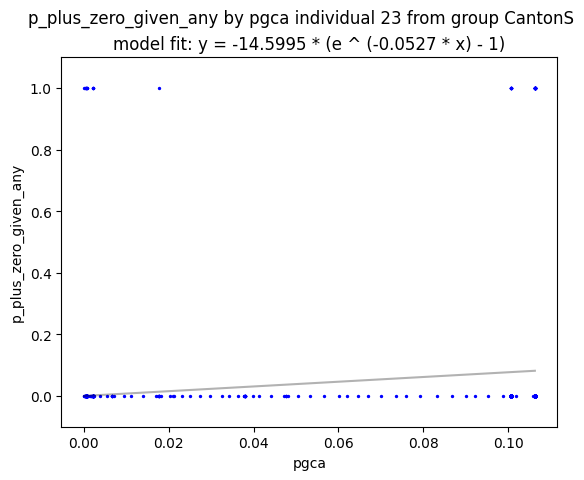 p_plus_zero_given_any by pgca individual 23 from group CantonS
model fit: y = -14.5995 * (e ^ (-0.0527 * x) - 1)
1.0
0.8
0.6
0.4
0.2
0.0
p_plus_zero_given_any
0.00 0.02 0.04 0.06 0.08 0.10
pgca